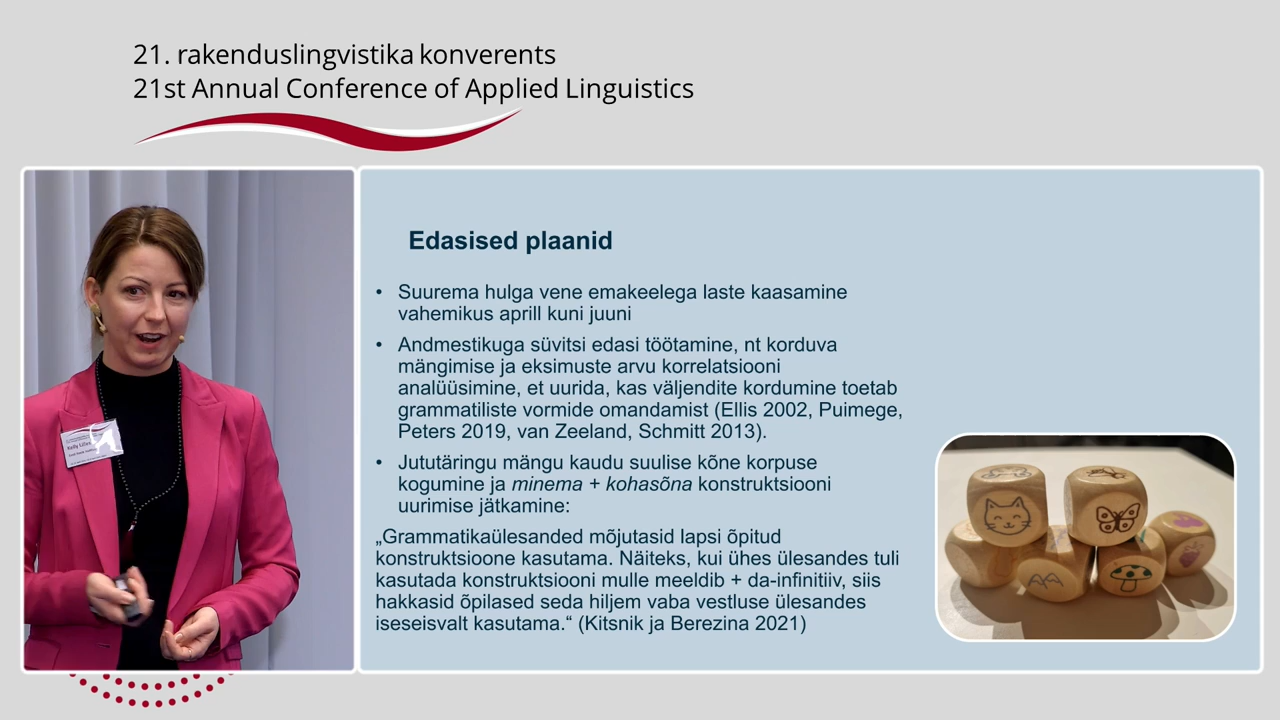 21. rakenduslingvistika konverents
21st Annual Conference of Applied Linguistics
Edasised plaanid
• Suurema hulga vene emakeelega laste kaasamine
vahemikus aprill kuni juuni
• Andmestikuga süvitsi edasi töötamine, nt korduva
mängimise ja eksimuste arvu korrelatsiooni
analüüsimine, et uurida, kas väljendite kordumine toetab
grammatiliste vormide omandamist (Ellis 2002, Puimege,
Peters 2019, van Zeeland, Schmitt 2013).
• Jututäringu mängu kaudu suulise kõne korpuse
kogumine ja minema + kohasõna konstruktsiooni
uurimise jätkamine:
„Grammatikaülesanded mõjutasid lapsi õpitud
konstruktsioone kasutama. Näiteks, kui ühes ülesandes tuli
kasutada konstruktsiooni mulle meeldib + da-infinitiiv, siis
hakkasid õpilased seda hiljem vaba vestluse ülesandes
iseseisvalt kasutama.“ (Kitsnik ja Berezina 2021)